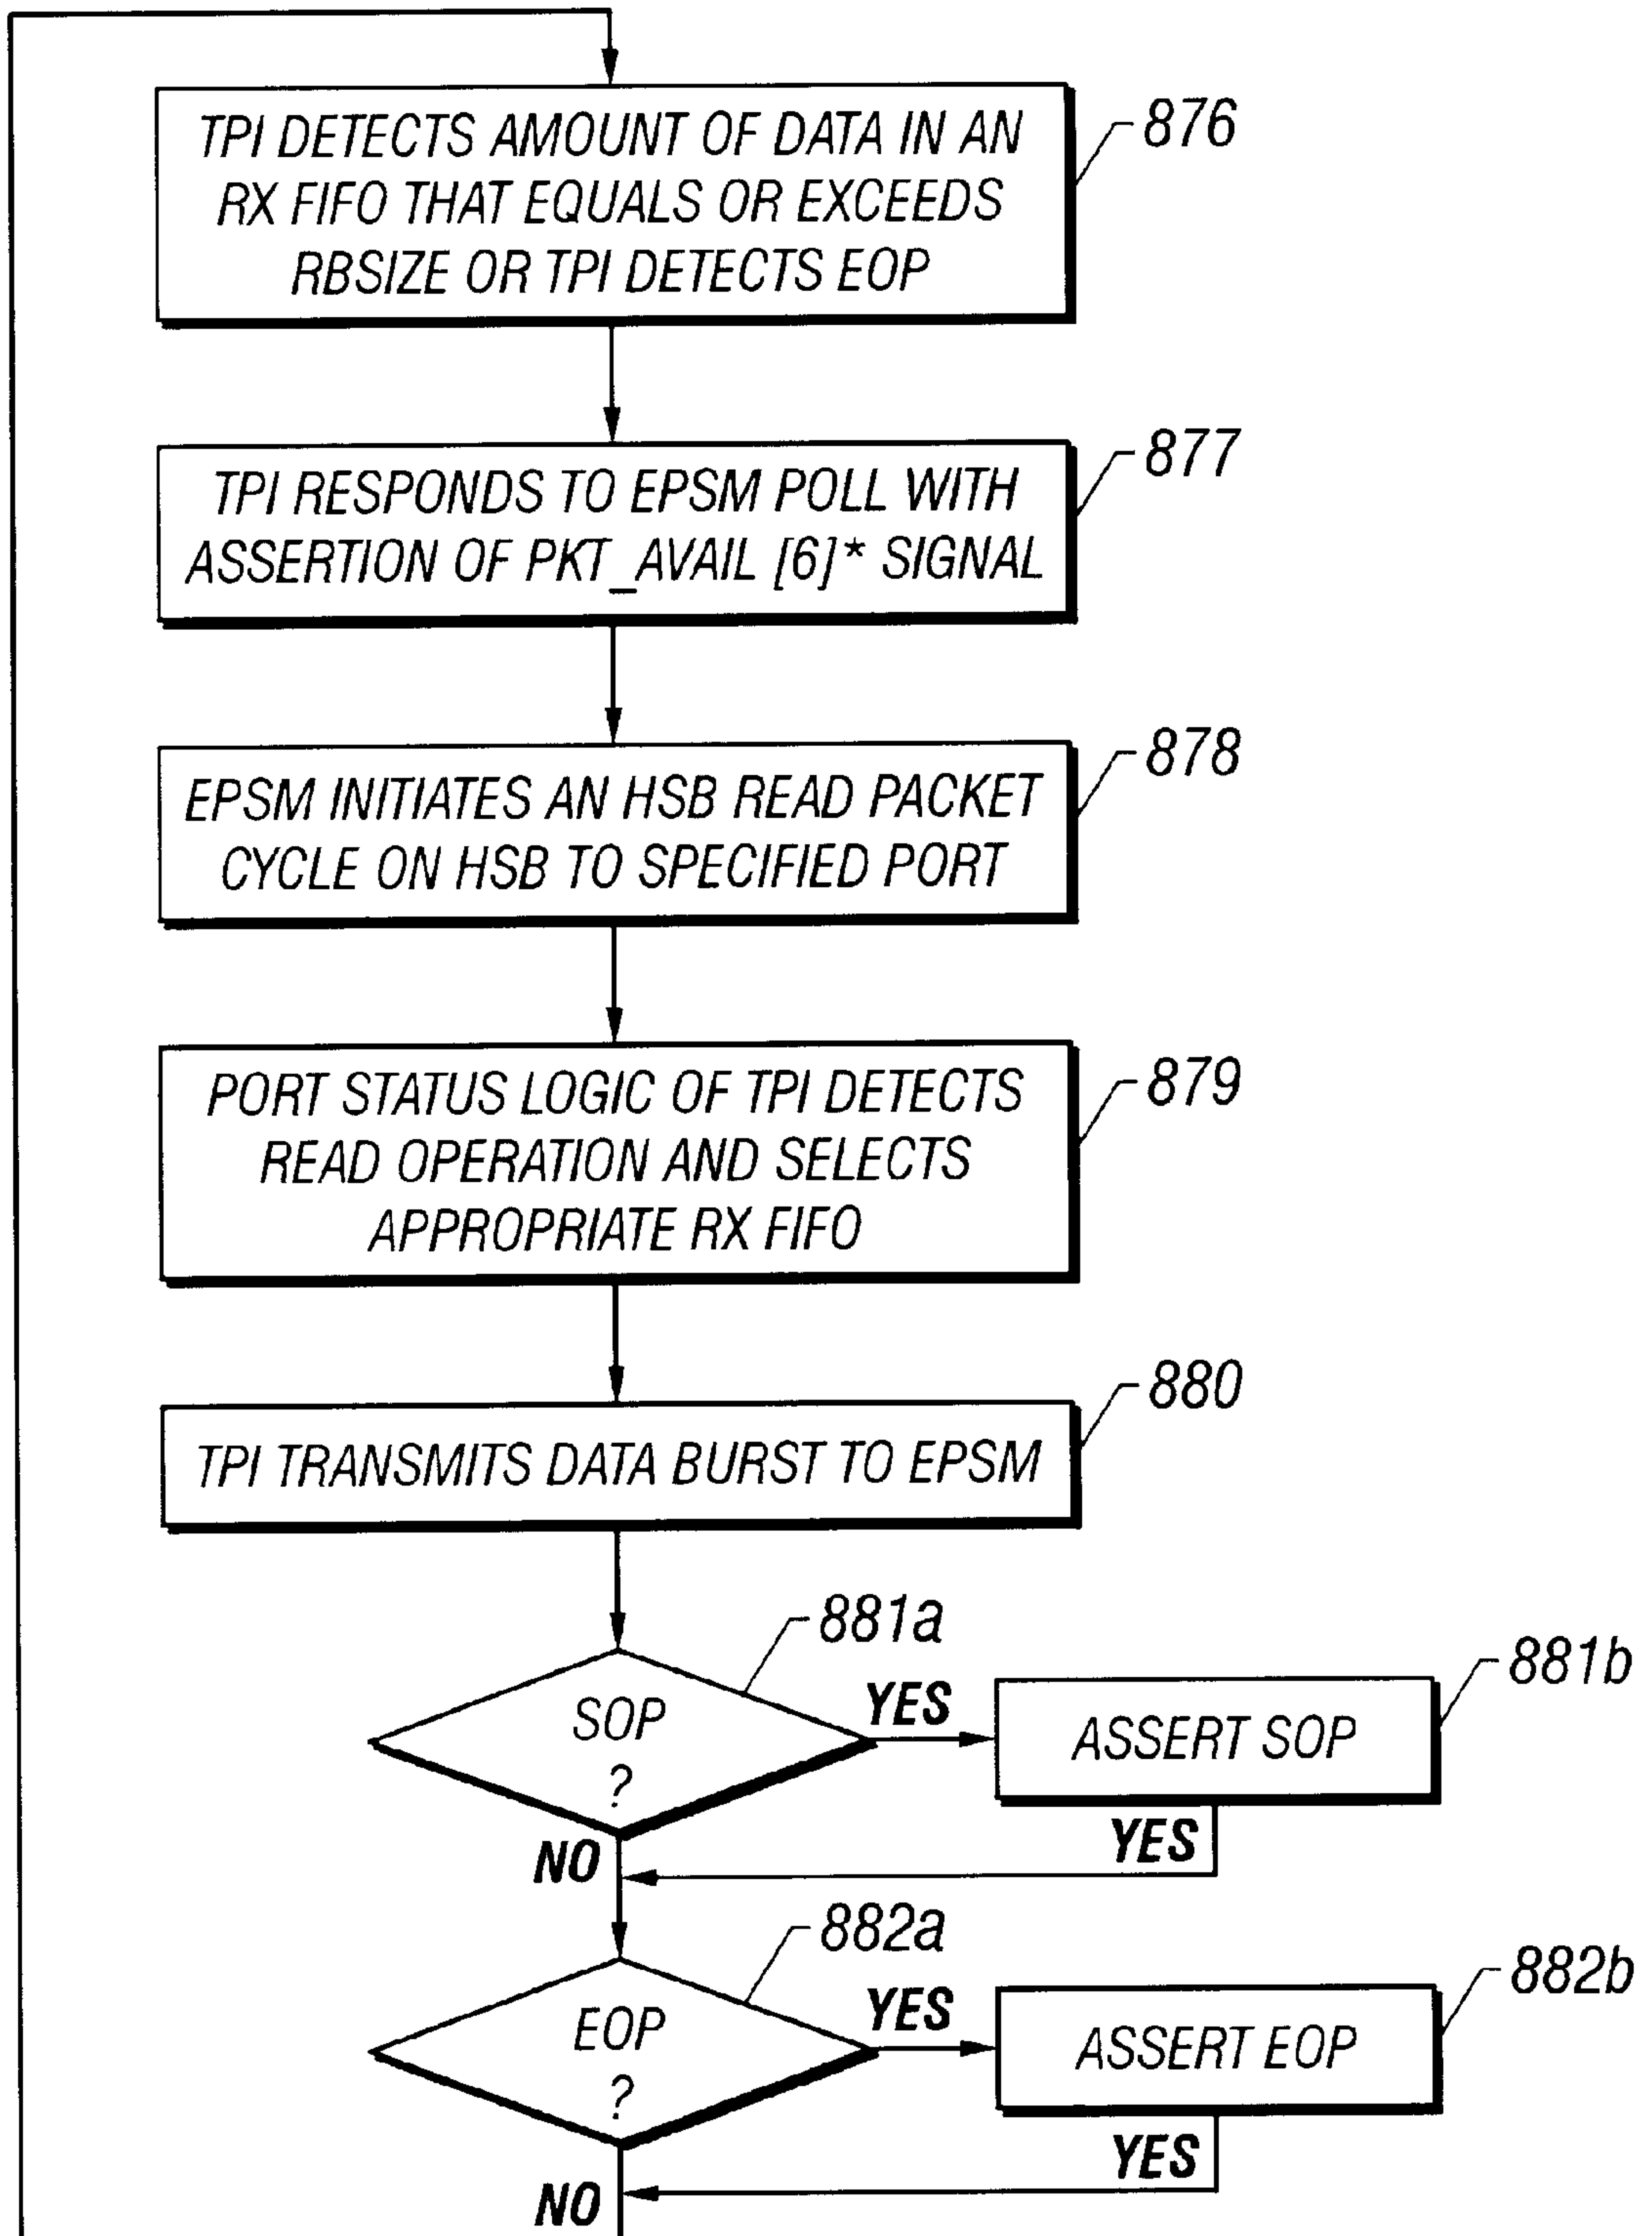 TPI DETECTS AMOUNT OF DATA IN AN
RX FIFO THAT EQUALS OR EXCEEDS
RBSIZE OR TPI DETECTS EOP
876
TPI RESPONDS TO EPSM POLL WITH
ASSERTION OF PKT_AVAIL [6]* SIGNAL
877
EPSM INITIATES AN HSB READ PACKET
CYCLE ON HSB TO SPECIFIED PORT
878
PORT STATUS LOGIC OF TPI DETECTS
READ OPERATION AND SELECTS
APPROPRIATE RX FIFO
879
TPI TRANSMITS DATA BURST TO EPSM
880
SOP
?
881a
YES
ASSERT SOP
881b
YES
NO
EOP
?
882a
YES
ASSERT EOP
882b
YES
NO